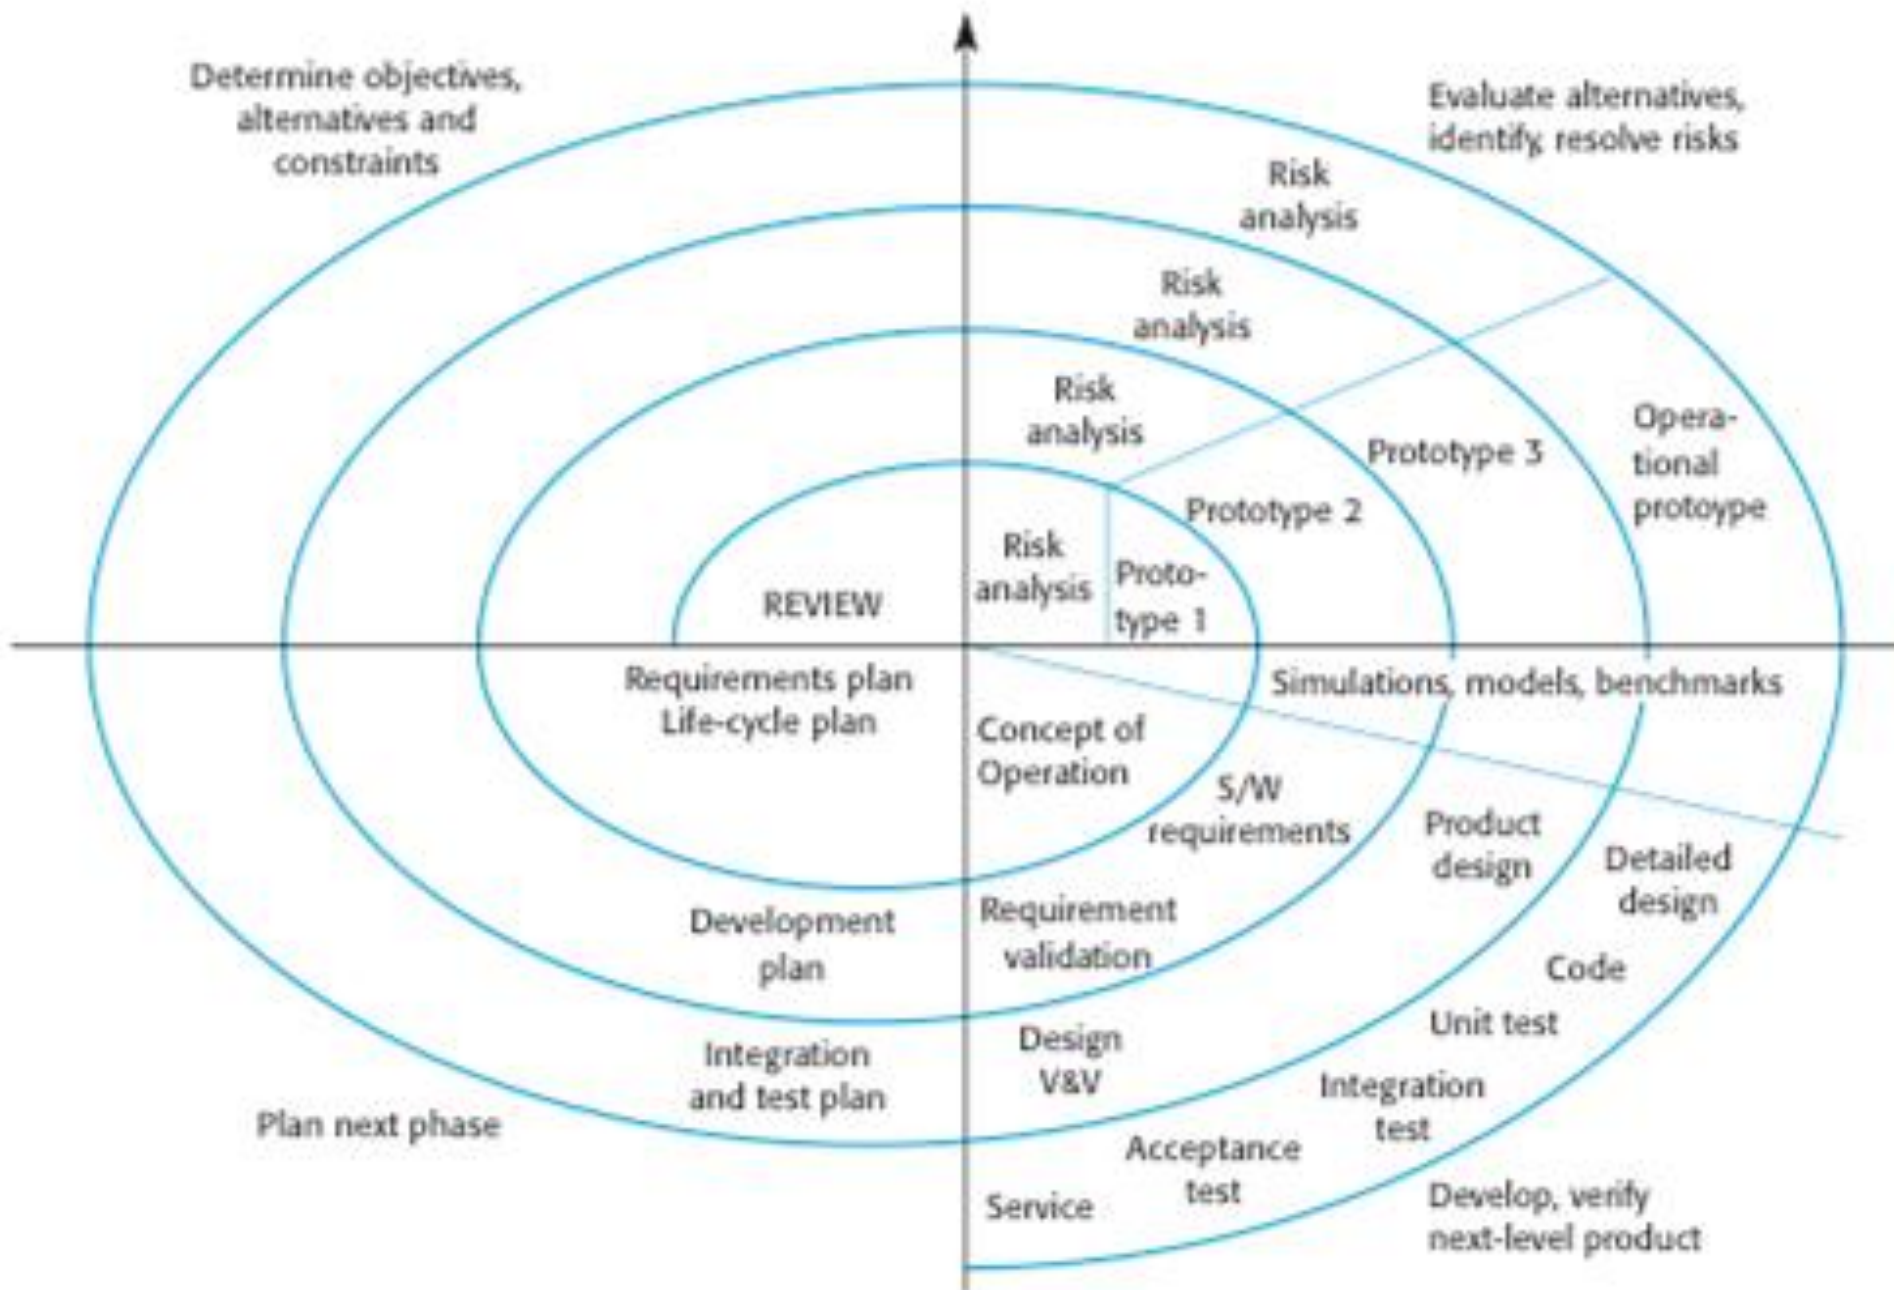 Determine objectives,
alternatives and
constraints
Evaluate alternatives,
identify, resolve risks
Risk
analysis
Risk
analysis
Risk
analysis
Risk
analysis
Proto-
type 1
Prototype 2
Prototype 3
Opera-
tional
protoype
REVIEW
Requirements plan
Life-cycle plan
Simulations, models, benchmarks
Concept of
Operation
S/W
requirements
Product
design
Detailed
design
Development
plan
Requirement
validation
Code
Unit test
Integration
and test plan
Design
V&V
Integration
test
Acceptance
test
Service
Plan next phase
Develop, verify
next-level product